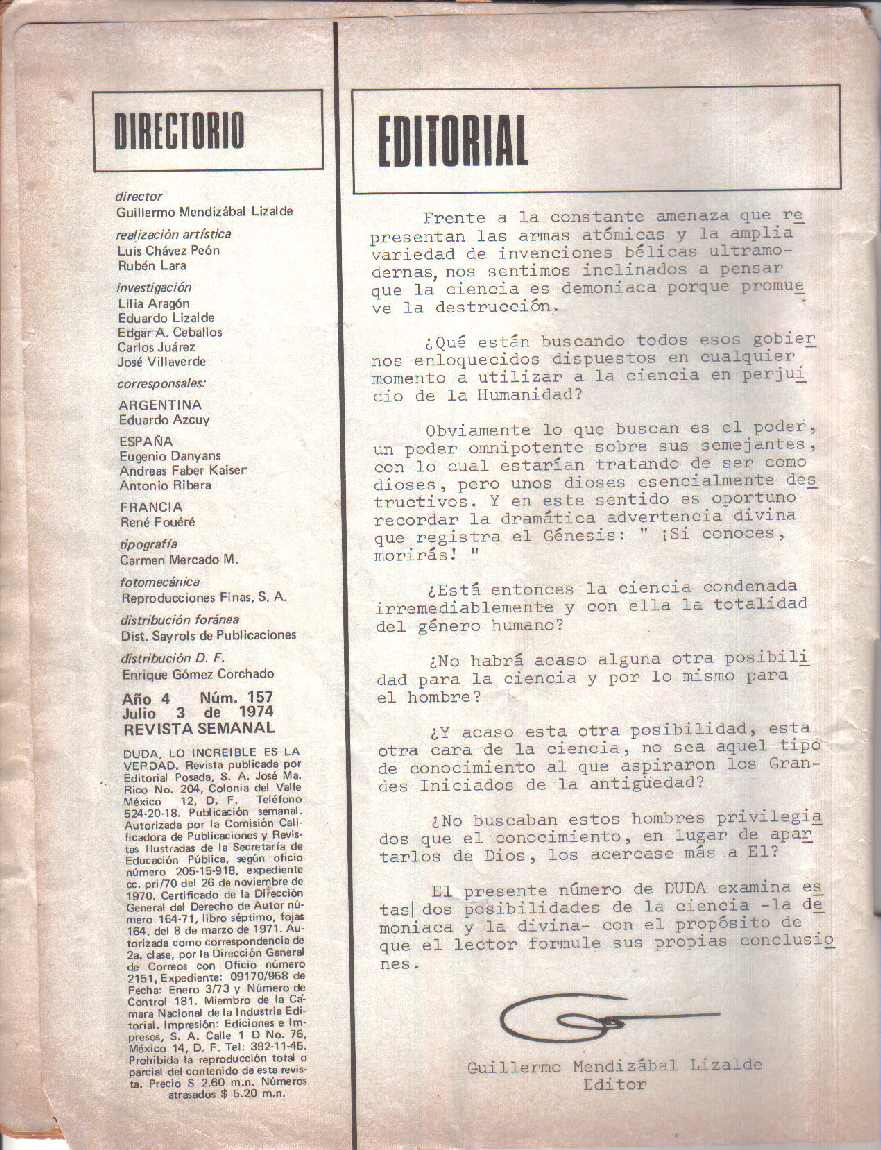 DIRECTORIO
director
Guillermo Mendizábal Lizalde
realización artística
Luis Chávez Peón
Rubén Lara
investigación
Lilia Aragón
Eduardo Lizalde
Edgar A. Ceballos
Carlos Juárez
José Villaverde
corresponsales:
ARGENTINA
Eduardo Azcuy
ESPAÑA
Eugenio Danyans
Andreas Faber Kaiser
Antonio Ribera
FRANCIA
René Fouéré
tipografía
Carmen Mercado M.
fotomecánica
Reproducciones Finas, S. A.
distribución foránea
Dist. Sayrols de Publicaciones
distribución D. F.
Enrique Gómez Corchado
Año 4 Núm. 157
Julio 3 de 1974
REVISTA SEMANAL
DUDA, LO INCREIBLE ES LA
VERDAD. Revista publicada por
Editorial Posada, S. A. José Ma.
Rico No. 204, Colonia del Valle
México 12, D. F. Teléfono
524-20-18. Publicación semanal.
Autorizada por la Comisión Cali-
ficadora de Publicaciones y Revis-
tas Ilustradas de la Secretaría de
Educación Pública, según oficio
número 205-15-918, expediente
cc. pri/70 del 26 de noviembre de
1970. Certificado de la Dirección
General del Derecho de Autor nú-
mero 164-71, libro séptimo, fojas
164, del 8 de marzo de 1971. Au-
torizada como correspondencia de
2a. clase, por la Dirección General
de Correos con Oficio número
2151, Expediente: 09170/968 de
Fecha: Enero 3/73 y Número de
Control 181. Miembro de la Cá-
mara Nacional de la Industria Edi-
torial. Impresión: Ediciones e Im-
presos, S. A. Calle 1 D No. 76,
México 14, D. F. Tel: 392-11-45.
Prohibida la reproducción total o
parcial del contenido de esta revis-
ta. Precio $ 2.60 m.n. Números
atrasados $ 5.20 m.n.
EDITORIAL
Frente a la constante amenaza que re
presentan las armas atómicas y la amplia
variedad de invenciones bélicas ultramo-
dernas, nos sentimos inclinados a pensar
que la ciencia es demoniaca porque promue
ve la destrucción.
¿Qué están buscando todos esos gobier
nos enloquecidos dispuestos en cualquier
momento a utilizar a la ciencia en perjui
cio de la Humanidad?
Obviamente lo que buscan es el poder,
un poder omnipotente sobre sus semejantes,
con lo cual estarían tratando de ser como
dioses, pero unos dioses esencialmente des
tructivos. Y en este sentido es oportuno
recordar la dramática advertencia divina
que registra el Génesis: " ¡Si conoces,
morirás! "
¿Está entonces la ciencia condenada
irremediablemente y con ella la totalidad
del género humano?
¿No habrá acaso alguna otra posibili
dad para la ciencia y por lo mismo para
el hombre?
¿Y acaso esta otra posibilidad, esta
otra cara de la ciencia, no sea aquel tipo
de conocimiento al que aspiraron los Gran-
des Iniciados de la antigüedad?
¿No buscaban estos hombres privilegia
dos que el conocimiento, en lugar de apar
tarlos de Dios, los acercase más a El?
El presente número de DUDA examina es
tas dos posibilidades de la ciencia -la de
moniaca y la divina- con el propósito de
que el lector formule sus propias conclusio
nes.
Guillermo Mendizábal Lizalde
Editor